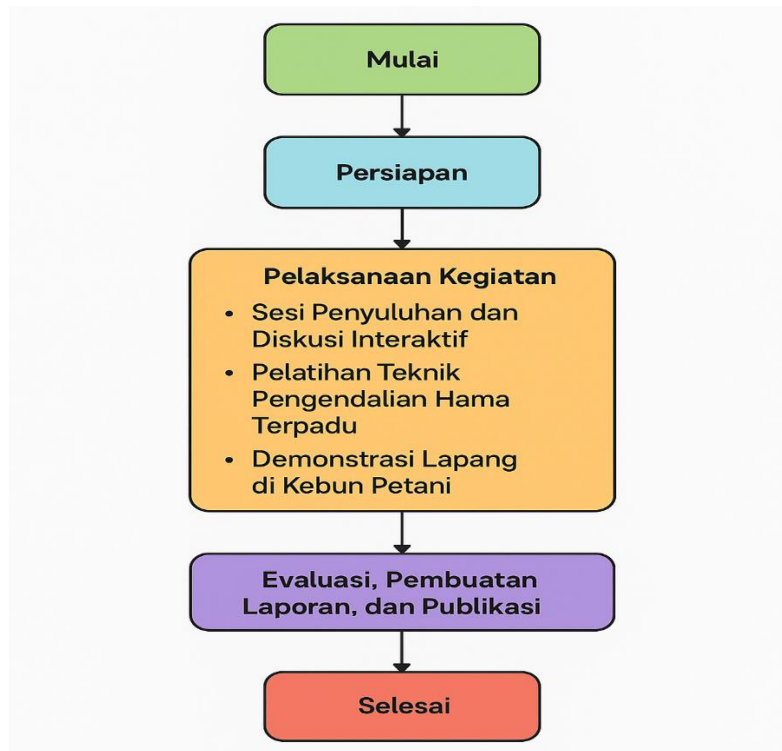 Mulai
Persiapan
Pelaksanaan Kegiatan
• Sesi Penyuluhan dan
Diskusi Interaktif
• Pelatihan Teknik
Pengendalian Hama
Terpadu
• Demonstrasi Lapang
di Kebun Petani
Evaluasi, Pembuatan
Laporan, dan Publikasi
Selesai